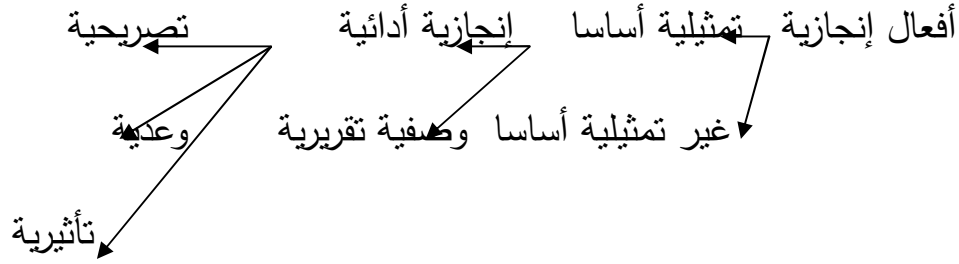 أفعال إنجازية تمثيلية أساسا إنجازية أدائية تصريحية
غير تمثيلية أساسا وصفية تقريرية وعدية
تأثيرية